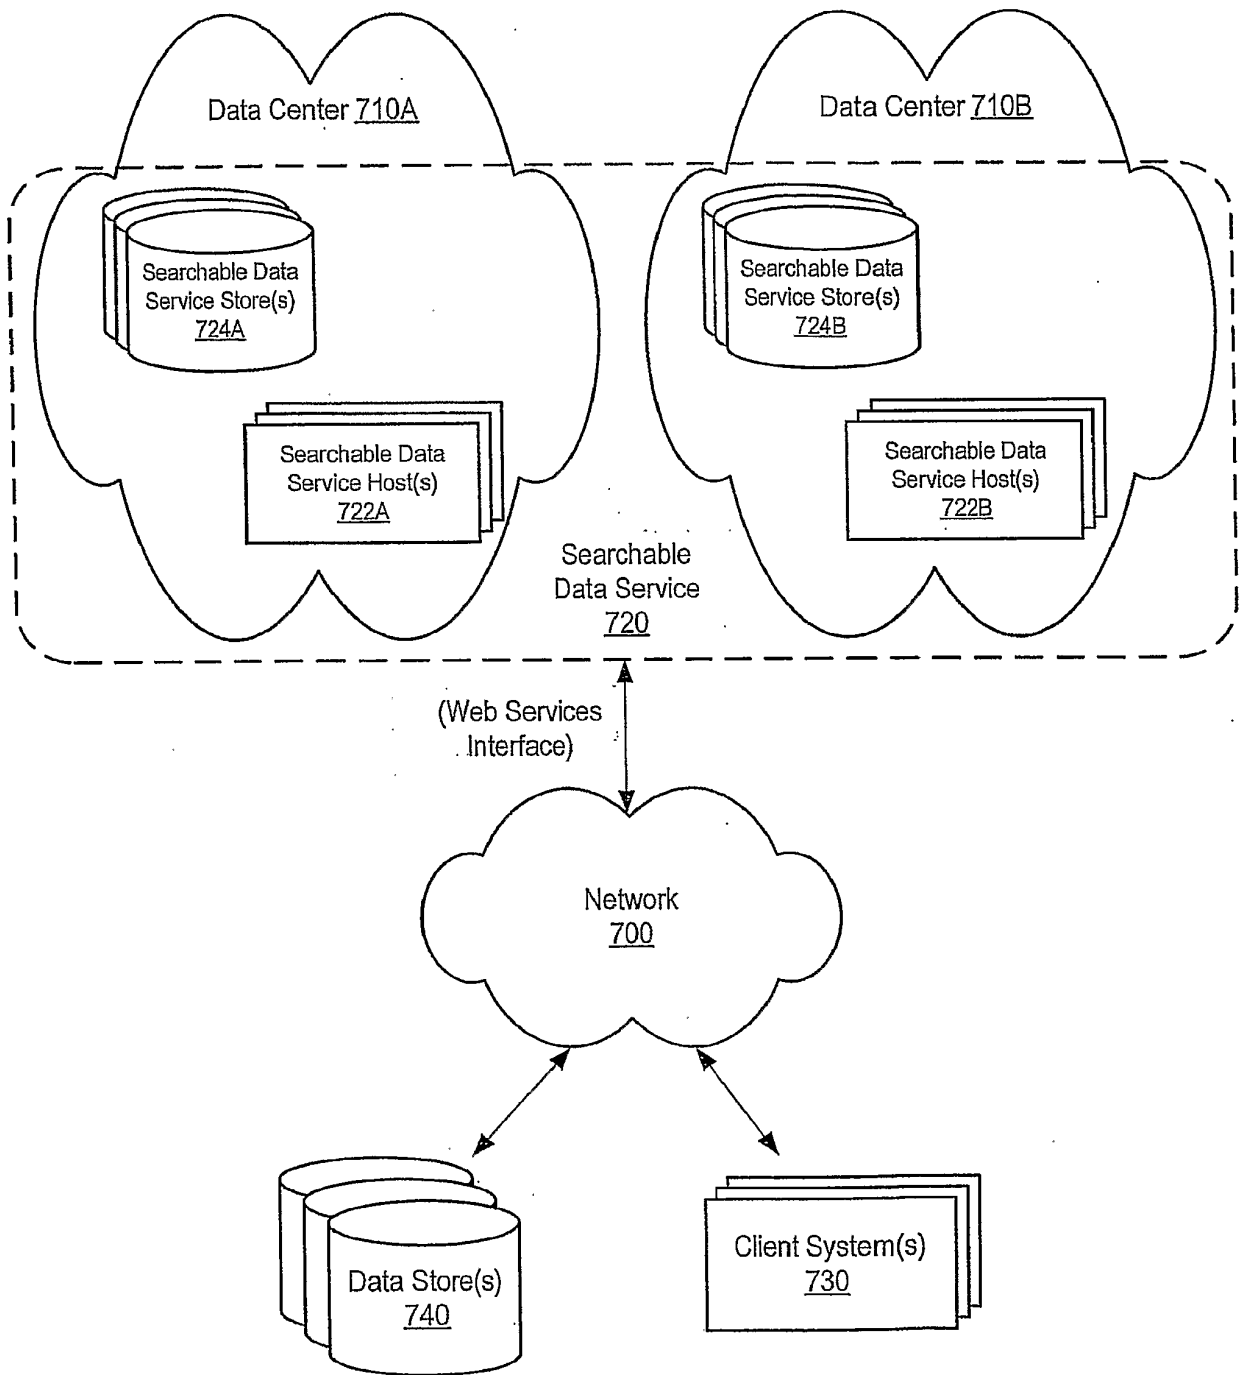 Data Center 710A
Data Center 710B
Searchable Data
Service Store(s)
724A
Searchable Data
Service Store(s)
724B
Searchable Data
Service Host(s)
722A
Searchable Data
Service Host(s)
722B
Searchable
Data Service
720
(Web Services
Interface)
Network
700
Data Store(s)
740
Client System(s)
730